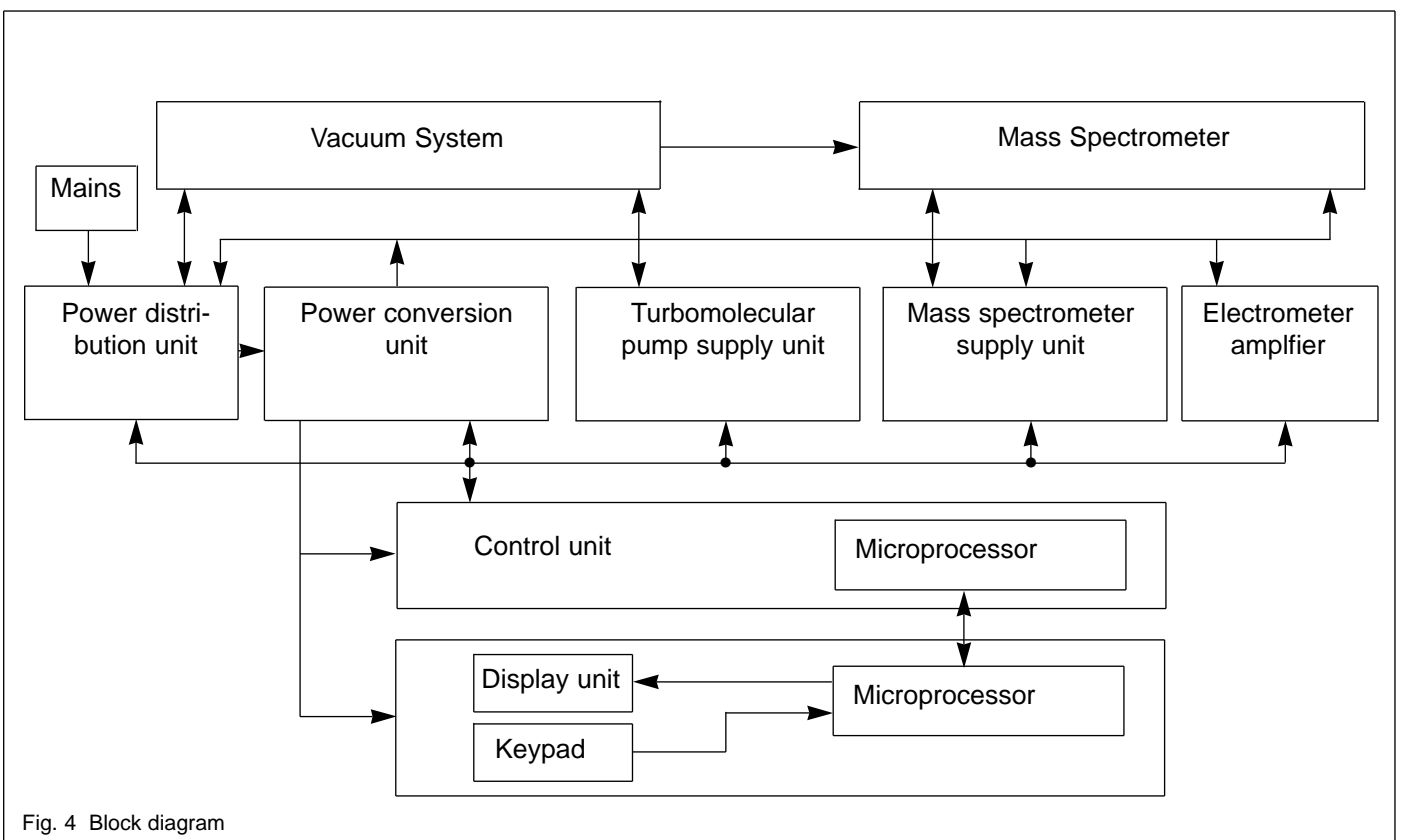 Vacuum System
Mass Spectrometer
Mains
Power distri-
bution unit
Power conversion
unit
Turbomolecular
pump supply unit
Mass spectrometer
supply unit
Electrometer
amplfier
Control unit
Microprocessor
Display unit
Microprocessor
Keypad
Fig. 4 Block diagram